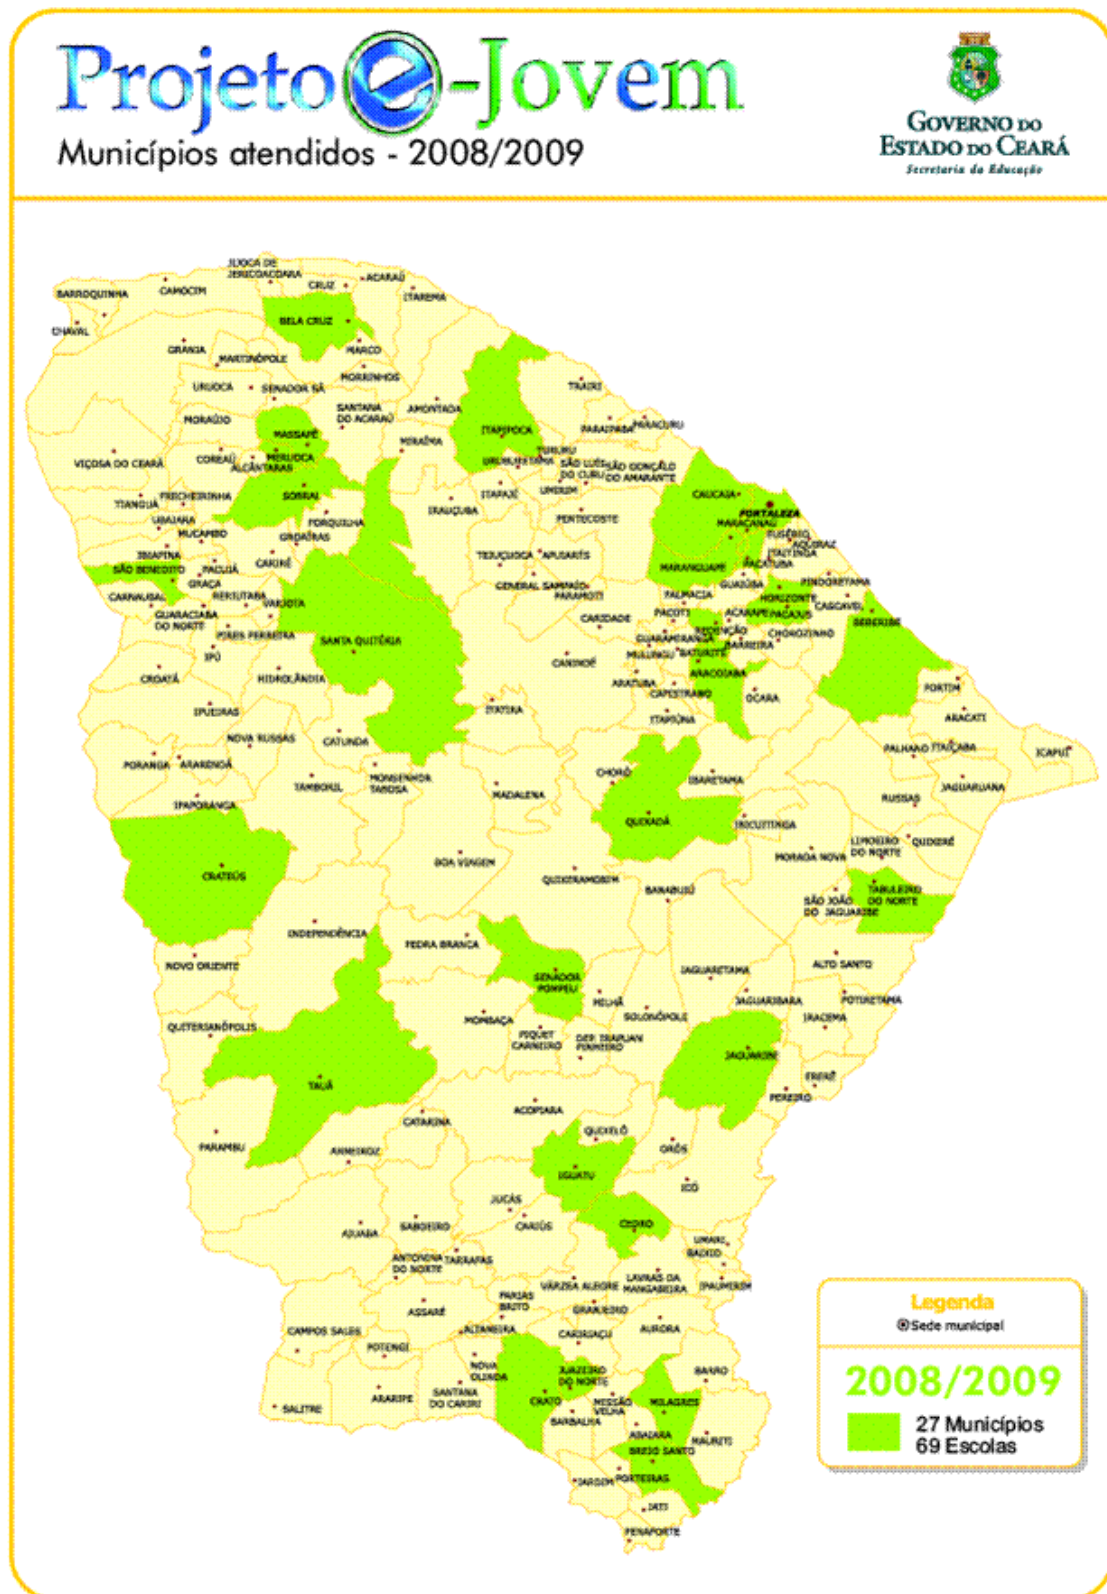 Projeto e-Jovem
Municípios atendidos - 2008/2009
GOVERNO DO
ESTADO DO CEARÁ
Secretaria da Educação
JIJOCA DE
JERICOACOARA
CRUZ
ACARAÚ
ITAREMA
BARROQUINHA
CAMOCIM
CHAVAL
BELA CRUZ
MARCO
GRANJA
MARTINÓPOLE
MORRINHOS
URUOCA
SENADOR SÁ
TRAIRI
MORAÚJO
SANTANA
DO ACARAÚ
AMONTADA
ITAPIPOCA
PARAIPABA
PARACURU
MASSAPÊ
MIRAÍMA
VIÇOSA DO CEARÁ
COREAÚ
MERUOCA
ALCÂNTARAS
URUBURETAMA
TURURU
SÃO LUÍS
DO CURU
SÃO GONÇALO
DO AMARANTE
TIANGUÁ
FRECHEIRINHA
SOBRAL
IRAUÇUBA
ITAPAJÉ
UMIRIM
CAUCAIA
FORTALEZA
UBAJARA
MUCAMBO
FORQUILHA
GROAÍRAS
PENTECOSTE
MARACANAÚ
EUSÉBIO
AQUIRAZ
ITAITINGA
IBIAPINA
SÃO BENEDITO
PACUJÁ
CARIRÉ
TEJUÇUOCA
APUIARÉS
MARANGUAPE
PACATUBA
CARNAUBAL
GRAÇA
RERIUTABA
VARJOTA
GENERAL SAMPAIO
PARAMOTI
PALMÁCIA
GUAIÚBA
PINDORETAMA
HORIZONTE
CASCAVEL
GUARACIABA
DO NORTE
PIRES FERREIRA
SANTA QUITÉRIA
CARIDADE
PACOTI
ACARAPE
PACAJUS
BEBERIBE
REDENÇÃO
GUARAMIRANGA
BARREIRA
CHOROZINHO
IPÚ
CANINDÉ
MULUNGU
BATURITÉ
ARACOIABA
CROATÁ
HIDROLÂNDIA
ARATUBA
CAPISTRANO
OCARA
FORTIM
IPUEIRAS
ITATIRA
ITAPIÚNA
ARACATI
NOVA RUSSAS
CATUNDA
PALHANO
ITAIÇABA
ICAPUÍ
PORANGA
ARARENDÁ
TAMBORIL
MONSENHOR
TABOSA
CHORÓ
IBARETAMA
JAGUARUANA
IPAPORANGA
MADALENA
RUSSAS
QUIXADÁ
IBICUITINGA
LIMOEIRO
DO NORTE
QUIXERÉ
CRATEÚS
BOA VIAGEM
QUIXERAMOBIM
MORADA NOVA
BANABUIÚ
SÃO JOÃO
DO JAGUARIBE
TABULEIRO
DO NORTE
INDEPENDÊNCIA
PEDRA BRANCA
NOVO ORIENTE
SENADOR
POMPEU
JAGUARETAMA
ALTO SANTO
MILHÃ
JAGUARIBARA
POTIRETAMA
QUITERIANÓPOLIS
MOMBAÇA
SOLONÓPOLE
IRACEMA
PIQUET
CARNEIRO
DEP. IRAPUAN
PINHEIRO
JAGUARIBE
TAUÁ
ERERÊ
PEREIRO
CATARINA
ACOPIARA
PARAMBU
ARNEIROZ
QUIXELÔ
ORÓS
IGUATU
ICÓ
JUCÁS
CARIÚS
CEDRO
AIUABA
SABOEIRO
UMARI
BAIXIO
ANTONINA
DO NORTE
TARRAFAS
VÁRZEA ALEGRE
LAVRAS DA
MANGABEIRA
IPAUMIRIM
ASSARÉ
FARIAS
BRITO
GRANJEIRO
CAMPOS SALES
ALTANEIRA
CARIRIAÇU
AURORA
POTENGI
NOVA
OLINDA
JUAZEIRO
DO NORTE
BARRO
SALITRE
ARARIPE
SANTANA
DO CARIRI
CRATO
MISSÃO
VELHA
MILAGRES
BARBALHA
ABAIARA
MAURITI
BREJO SANTO
JARDIM
PORTEIRAS
JATI
PENAFORTE
Legenda
Sede municipal
2008/2009
27 Municípios
69 Escolas